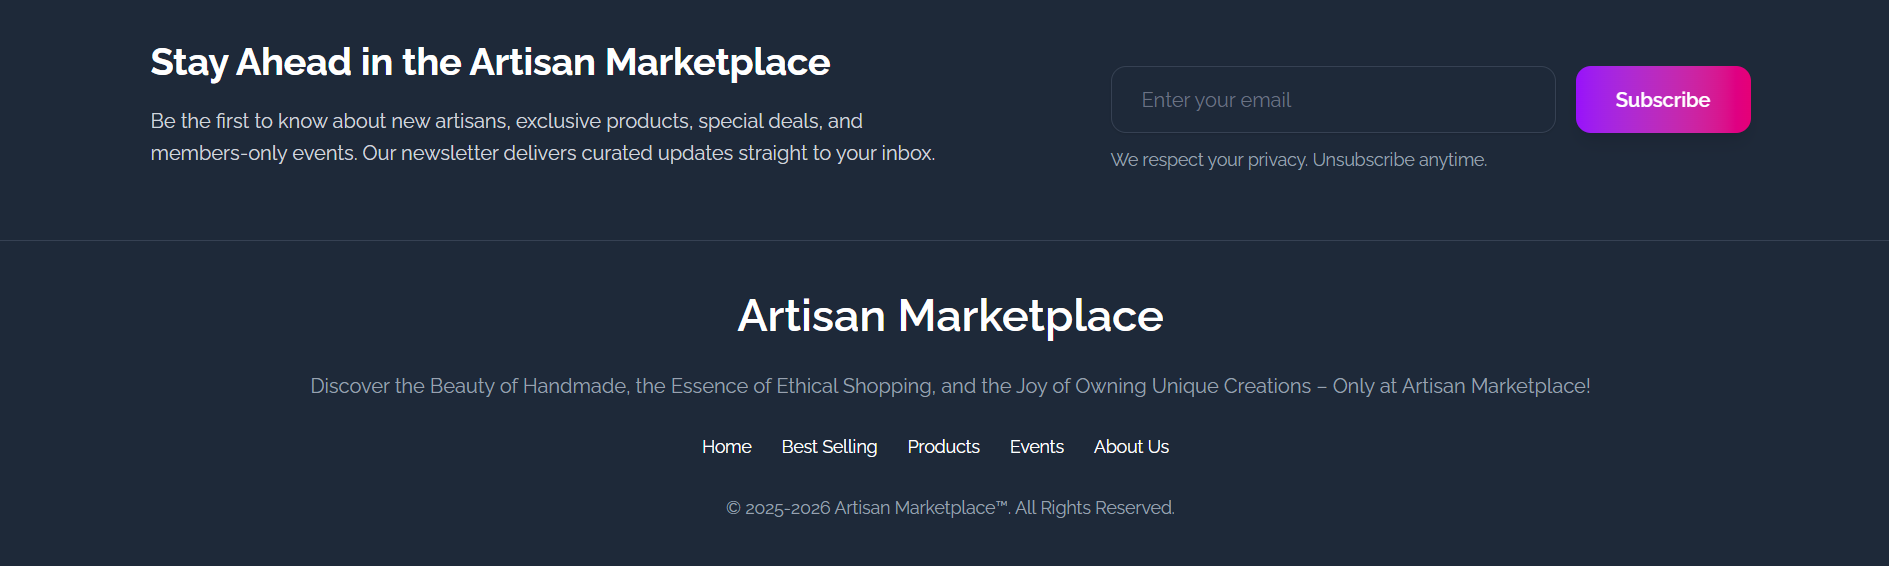 Stay Ahead in the Artisan Marketplace
Be the first to know about new artisans, exclusive products, special deals, and
members-only events. Our newsletter delivers curated updates straight to your inbox.
Enter your email
Subscribe
We respect your privacy. Unsubscribe anytime.
Artisan Marketplace
Discover the Beauty of Handmade, the Essence of Ethical Shopping, and the Joy of Owning Unique Creations – Only at Artisan Marketplace!
Home Best Selling Products Events About Us
© 2025-2026 Artisan Marketplace™. All Rights Reserved.